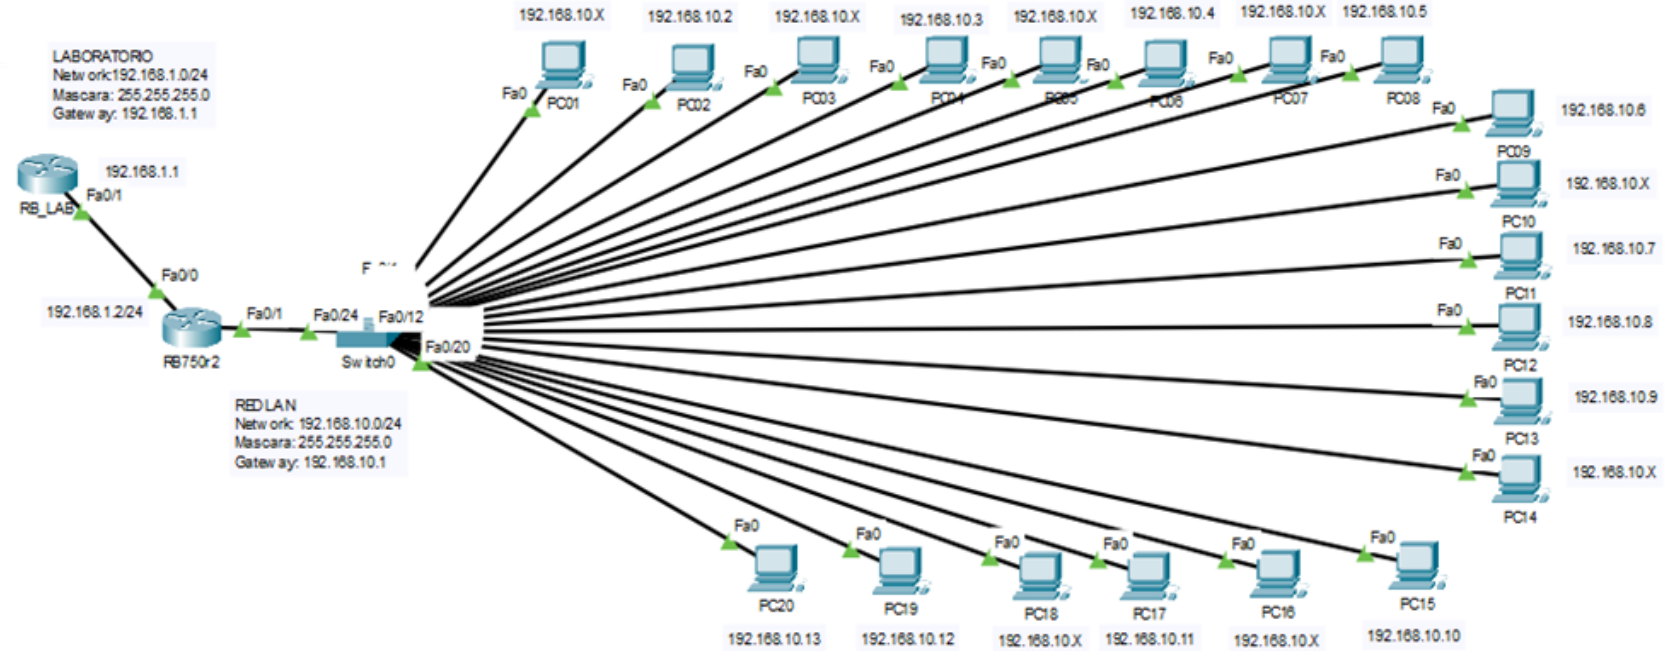 192.168.10.X
192.168.10.2
192.168.10.X
192.168.10.3
192.168.10.X
192.168.10.4
192.168.10.X
192.168.10.5
LABORATORIO
Network:192.168.1.0/24
Mascara: 255.255.255.0
Gateway: 192.168.1.1
Fa0
PC01
Fa0
PC02
Fa0
PC03
Fa0
PC04
Fa0
PC05
Fa0
PC06
Fa0
PC07
Fa0
PC08
Fa0
192.168.10.6
PC09
192.168.1.1
Fa0/1
RB_LAB
Fa0
192.168.10.X
PC10
Fa0
192.168.10.7
PC11
Fa0/0
192.168.1.2/24
RB750r2
Fa0/1
Fa0/24
Fa0/12
Switch0
Fa0/20
Fa0
192.168.10.8
PC12
Fa0
192.168.10.9
PC13
RED LAN
Network: 192.168.10.0/24
Mascara: 255.255.255.0
Gateway: 192.168.10.1
Fa0
192.168.10.X
PC14
Fa0
PC20
192.168.10.13
Fa0
PC19
192.168.10.12
Fa0
PC18
192.168.10.X
Fa0
PC17
192.168.10.11
Fa0
PC16
192.168.10.X
Fa0
PC15
192.168.10.10